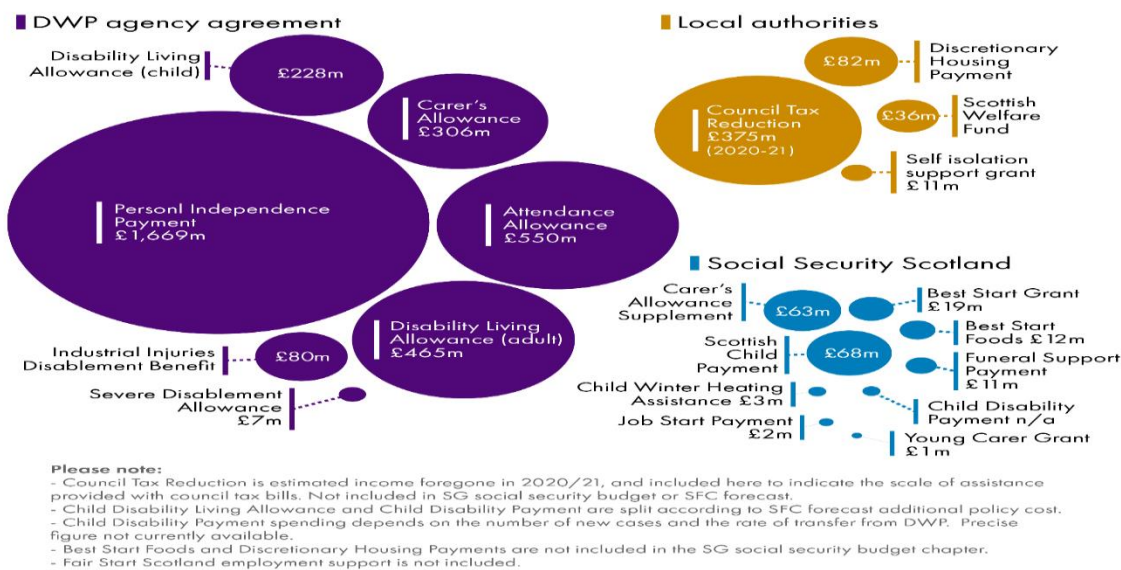 DWP agency agreement
Disability Living
Allowance (child)
£228m
Carer's
Allowance
£306m
Personl Independence
Payment
£1,669m
Attendance
Allowance
£550m
Disability Living
Allowance (adult)
£465m
Industrial Injuries
Disablement Benefit
£80m
Severe Disablement
Allowance
£7m
Local authorities
£82m
Discretionary
Housing
Payment
Council Tax
Reduction
£375m
(2020-21)
£36m
Scottish
Welfare
Fund
Self isolation
support grant
£11m
Social Security Scotland
Carer's
Allowance
Supplement
£63m
Best Start Grant
£19m
Best Start
Foods £12m
Scottish
Child
Payment
£68m
Funeral Support
Payment
£11m
Child Winter Heating
Assistance £3m
Child Disability
Payment n/a
Job Start Payment
£2m
Young Carer Grant
£1m
Please note:
- Council Tax Reduction is estimated income foregone in 2020/21, and included here to indicate the scale of assistance
provided with council tax bills. Not included in SG social security budget or SFC forecast.
- Child Disability Living Allowance and Child Disability Payment are split according to SFC forecast additional policy cost.
- Child Disability Payment spending depends on the number of new cases and the rate of transfer from DWP. Precise
figure not currently available.
- Best Start Foods and Discretionary Housing Payments are not included in the SG social security budget chapter.
- Fair Start Scotland employment support is not included.